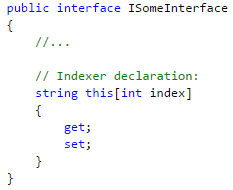 public interface ISomeInterface
{
    //...

    // Indexer declaration:
    string this[int index]
    {
        get;
        set;
    }
}